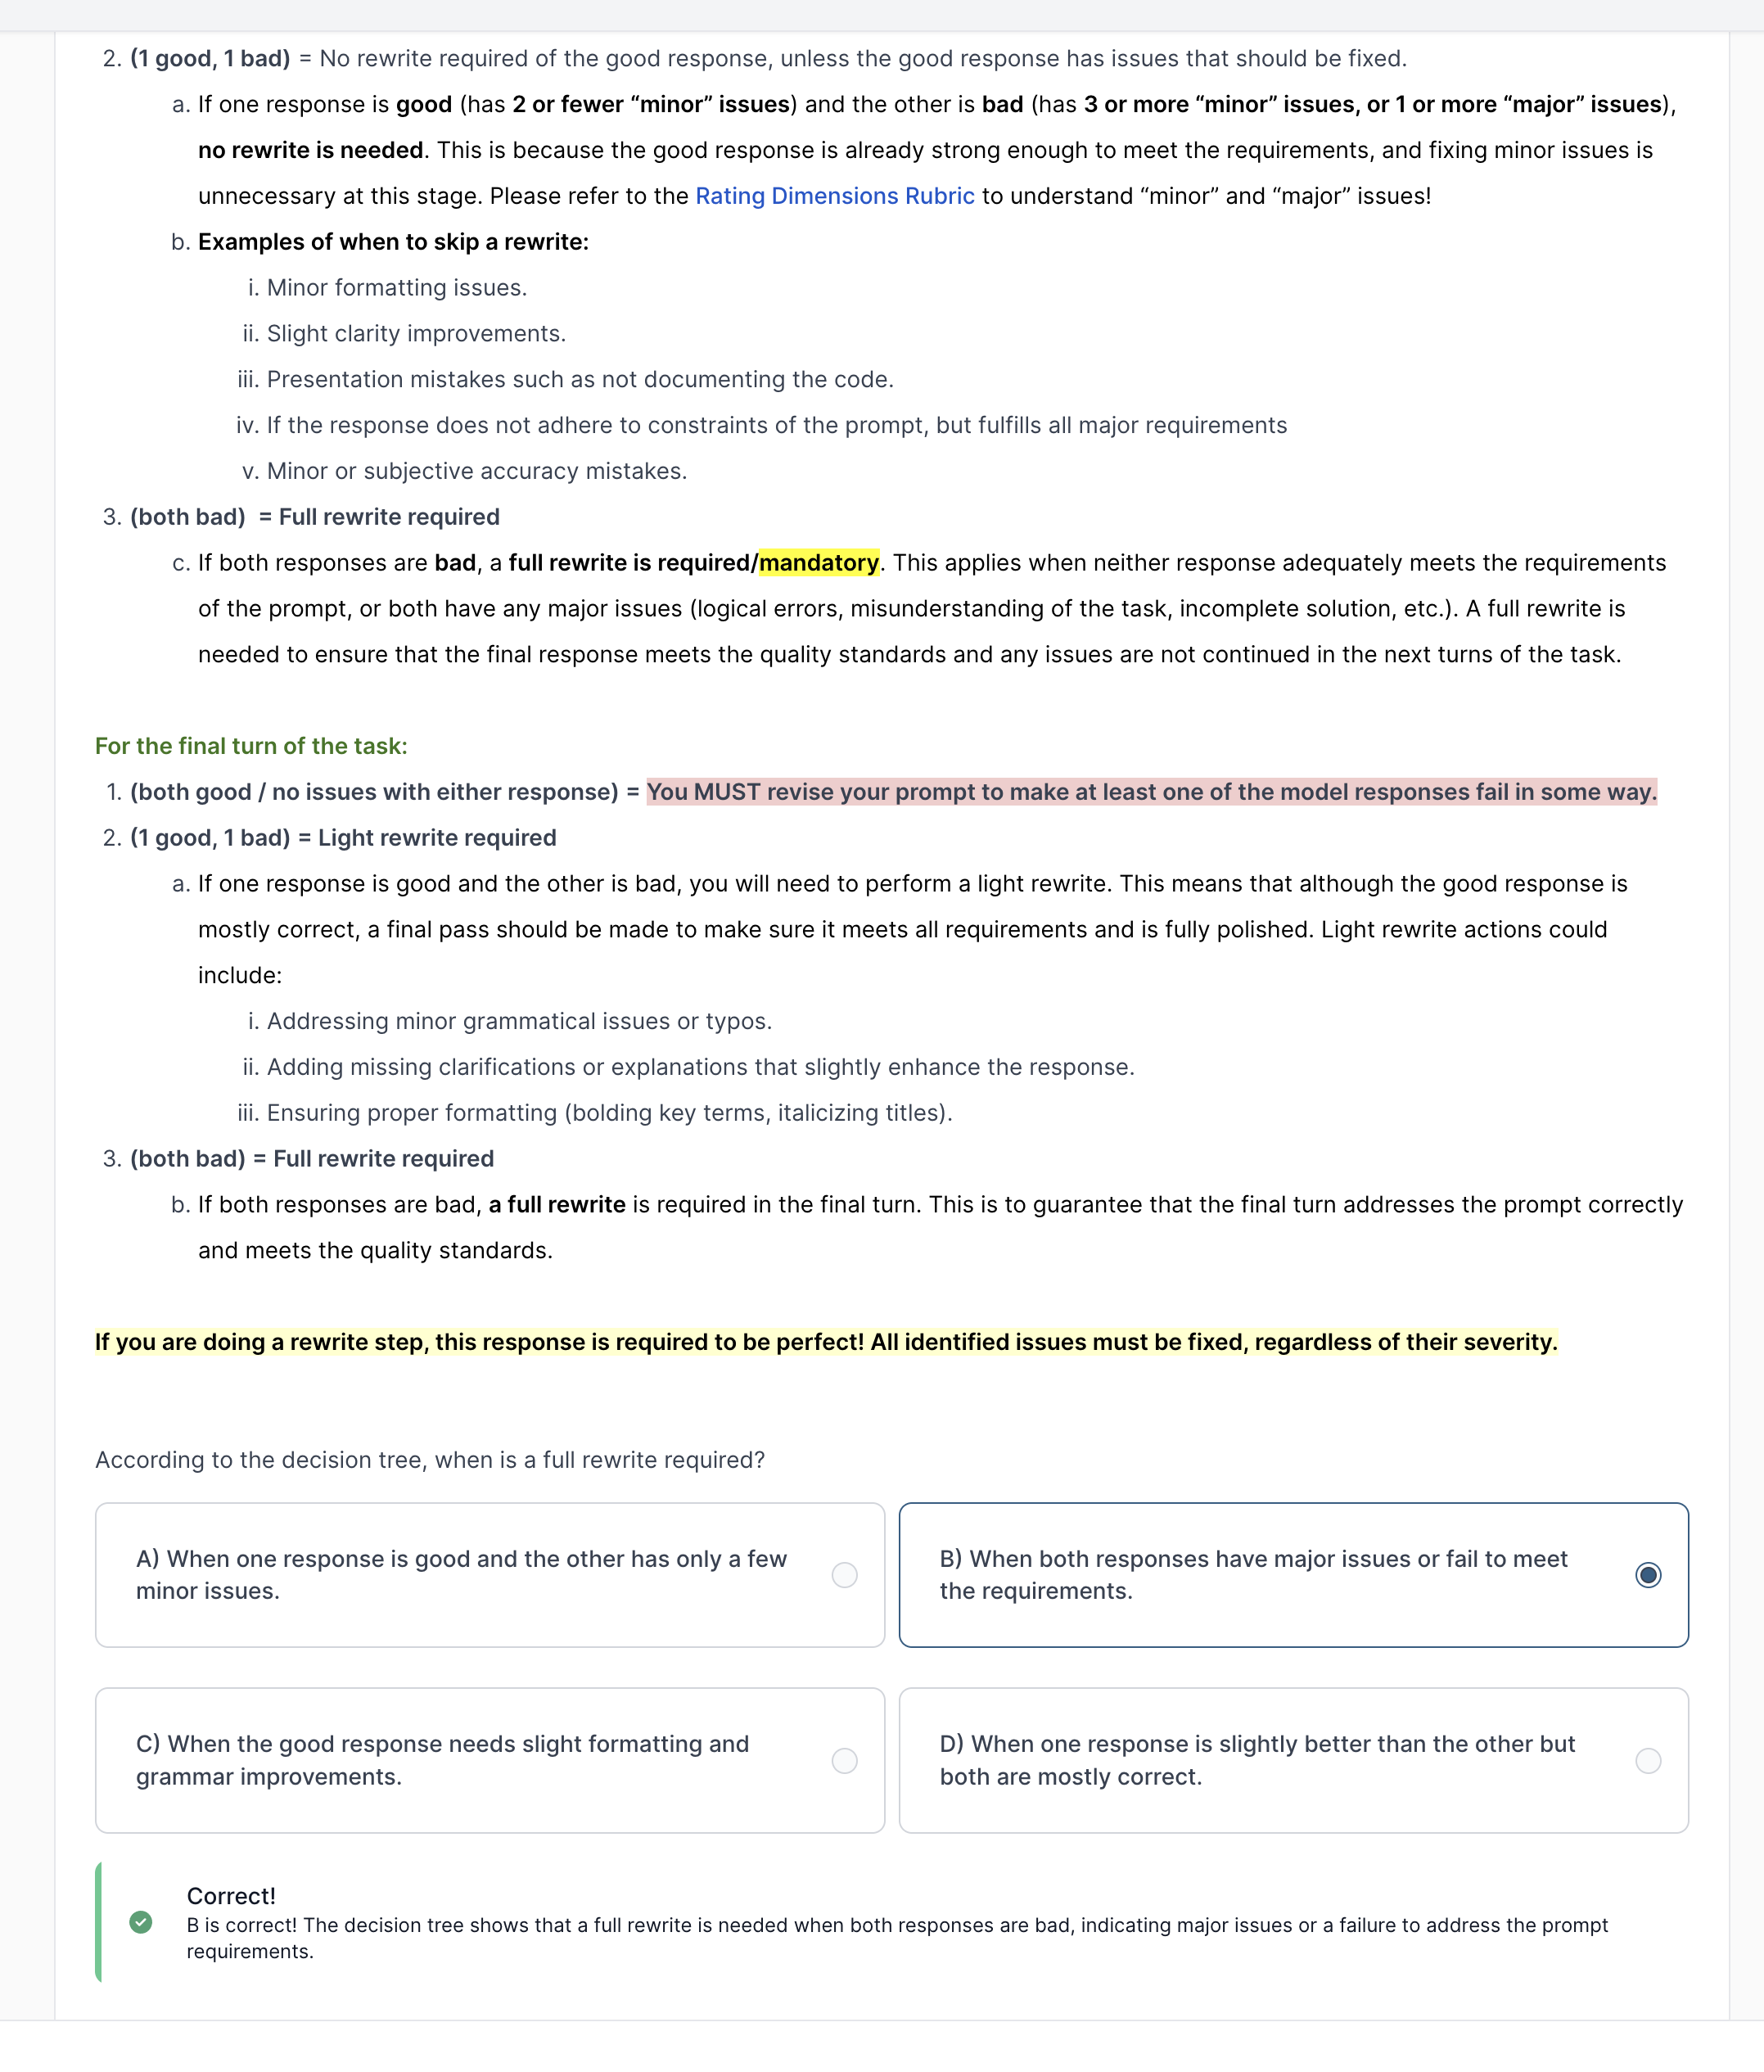 2. (1 good, 1 bad) = No rewrite required of the good response, unless the good response has issues that should be fixed.
a. If one response is good (has 2 or fewer “minor” issues) and the other is bad (has 3 or more “minor” issues, or 1 or more “major” issues),
no rewrite is needed. This is because the good response is already strong enough to meet the requirements, and fixing minor issues is
unnecessary at this stage. Please refer to the Rating Dimensions Rubric to understand “minor” and “major” issues!
b. Examples of when to skip a rewrite:
i. Minor formatting issues.
ii. Slight clarity improvements.
iii. Presentation mistakes such as not documenting the code.
iv. If the response does not adhere to constraints of the prompt, but fulfills all major requirements
v. Minor or subjective accuracy mistakes.
3. (both bad)  = Full rewrite required
c. If both responses are bad, a full rewrite is required/mandatory. This applies when neither response adequately meets the requirements
of the prompt, or both have any major issues (logical errors, misunderstanding of the task, incomplete solution, etc.). A full rewrite is
needed to ensure that the final response meets the quality standards and any issues are not continued in the next turns of the task.
For the final turn of the task:
1. (both good / no issues with either response) = You MUST revise your prompt to make at least one of the model responses fail in some way.
2. (1 good, 1 bad) = Light rewrite required
a. If one response is good and the other is bad, you will need to perform a light rewrite. This means that although the good response is
mostly correct, a final pass should be made to make sure it meets all requirements and is fully polished. Light rewrite actions could
include:
i. Addressing minor grammatical issues or typos.
ii. Adding missing clarifications or explanations that slightly enhance the response.
iii. Ensuring proper formatting (bolding key terms, italicizing titles).
3. (both bad) = Full rewrite required
b. If both responses are bad, a full rewrite is required in the final turn. This is to guarantee that the final turn addresses the prompt correctly
and meets the quality standards.
If you are doing a rewrite step, this response is required to be perfect! All identified issues must be fixed, regardless of their severity.
According to the decision tree, when is a full rewrite required?
A) When one response is good and the other has only a few
minor issues.
B) When both responses have major issues or fail to meet
the requirements.
C) When the good response needs slight formatting and
grammar improvements.
D) When one response is slightly better than the other but
both are mostly correct.
Correct!
B is correct! The decision tree shows that a full rewrite is needed when both responses are bad, indicating major issues or a failure to address the prompt
requirements.